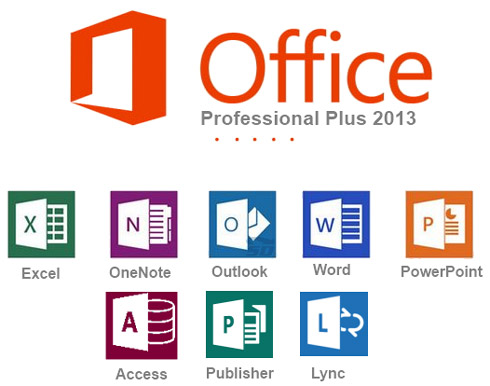 Office
Professional Plus 2013
X N O W P
Excel OneNote Outlook Word PowerPoint
A P L
Access Publisher Lync